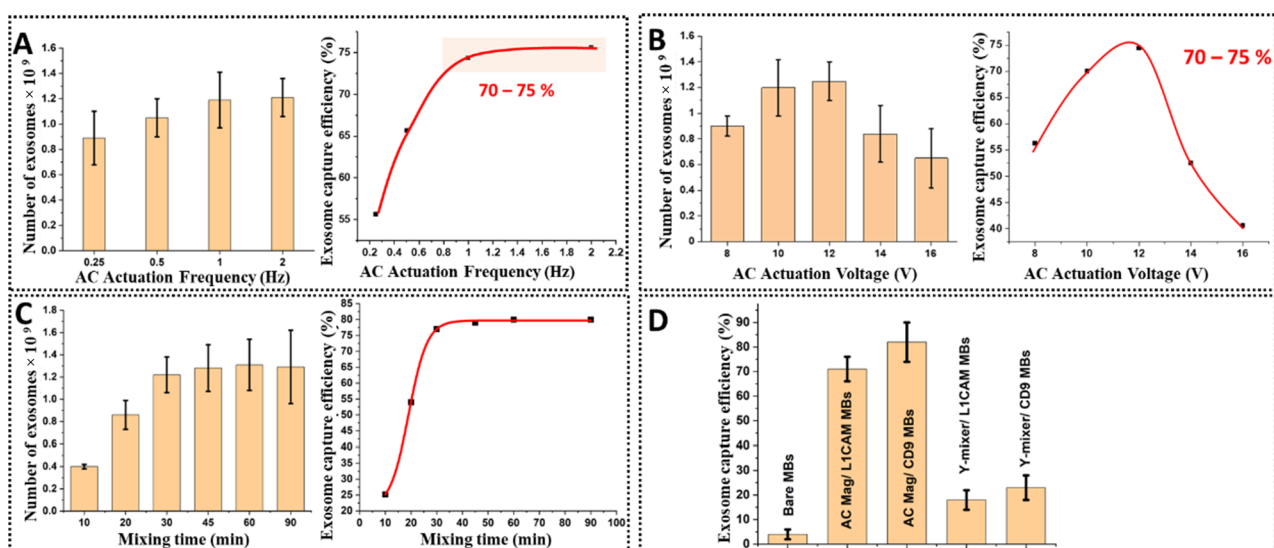 A
Number of exosomes × 10 9
1.6
1.4
1.2
1.0
0.8
0.6
0.4
0.2
0.0
0.25 0.5 1 2
AC Actuation Frequency (Hz)
Exosome capture efficiency (%)
75
70
65
60
55
70 – 75 %
0.2 0.4 0.6 0.8 1.0 1.2 1.4 1.6 1.8 2.0 2.2
AC Actuation Frequency (Hz)
B
Number of exosomes × 10 9
1.6
1.4
1.2
1.0
0.8
0.6
0.4
0.2
0
8 10 12 14 16
AC Actuation Voltage (V)
Exosome capture efficiency (%)
75
70
65
60
55
50
45
40
70 – 75 %
8 10 12 14 16
AC Actuation Voltage (V)
C
Number of exosomes × 10 9
1.8
1.6
1.4
1.2
1.0
0.8
0.6
0.4
0.2
0.0
10 20 30 45 60 90
Mixing time (min)
Exosome capture efficiency (%)
85
80
75
70
65
60
55
50
45
40
35
30
25
20
0 10 20 30 40 50 60 70 80 90 100
Mixing time (min)
D
Exosome capture efficiency (%)
90
80
70
60
50
40
30
20
10
0
Bare MBs
AC Mag/ L1CAM MBs
AC Mag/ CD9 MBs
Y-mixer/ L1CAM MBs
Y-mixer/ CD9 MBs